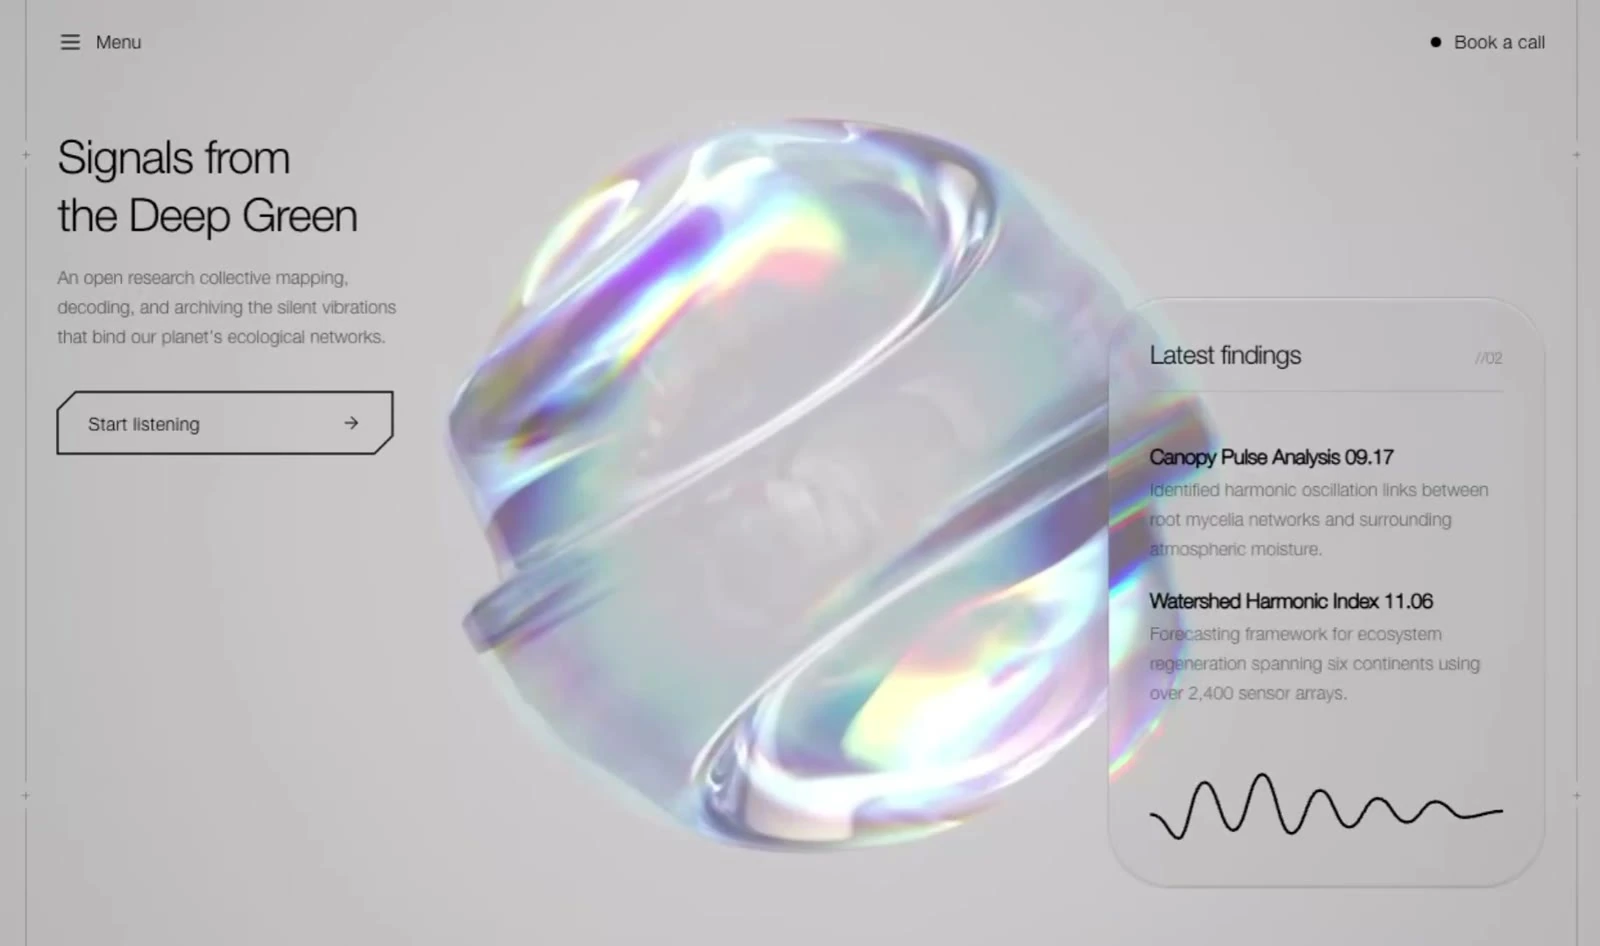 Menu
Book a call
Signals from
the Deep Green
An open research collective mapping,
decoding, and archiving the silent vibrations
that bind our planet's ecological networks.
Start listening
Latest findings
//02
Canopy Pulse Analysis 09.17
Identified harmonic oscillation links between
root mycelia networks and surrounding
atmospheric moisture.
Watershed Harmonic Index 11.06
Forecasting framework for ecosystem
regeneration spanning six continents using
over 2,400 sensor arrays.